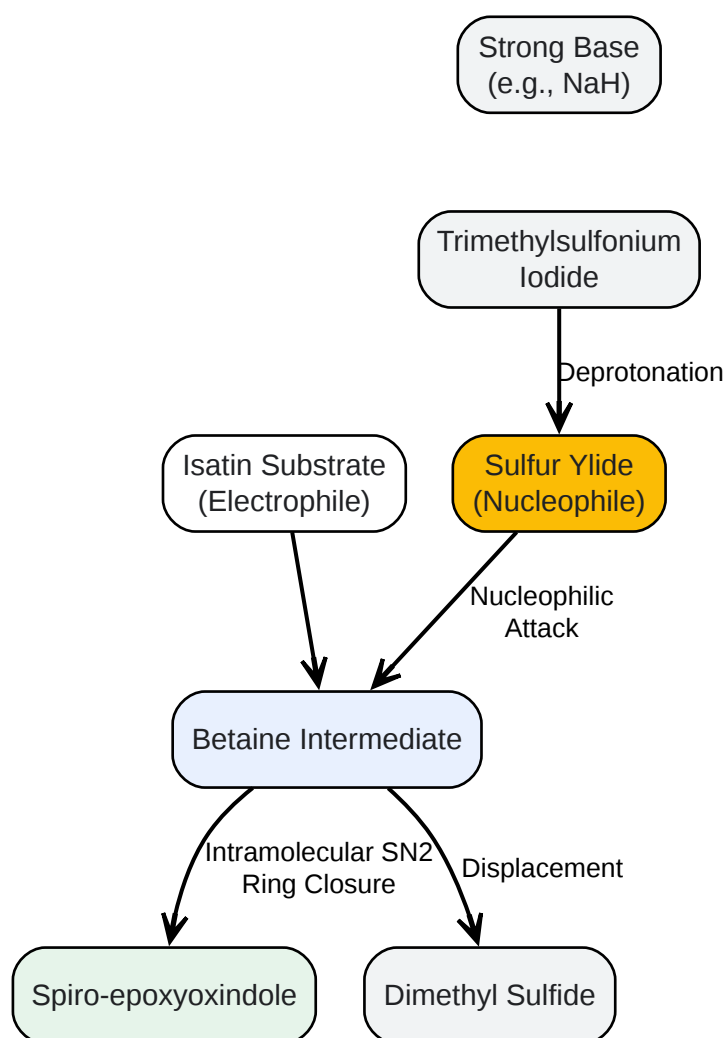 Strong Base
(e.g., NaH)
Trimethylsulfonium
Iodide
Deprotonation
Isatin Substrate
(Electrophile)
Sulfur Ylide
(Nucleophile)
Nucleophilic
Attack
Betaine Intermediate
Intramolecular SN2
Ring Closure
Displacement
Spiro-epoxyoxindole
Dimethyl Sulfide